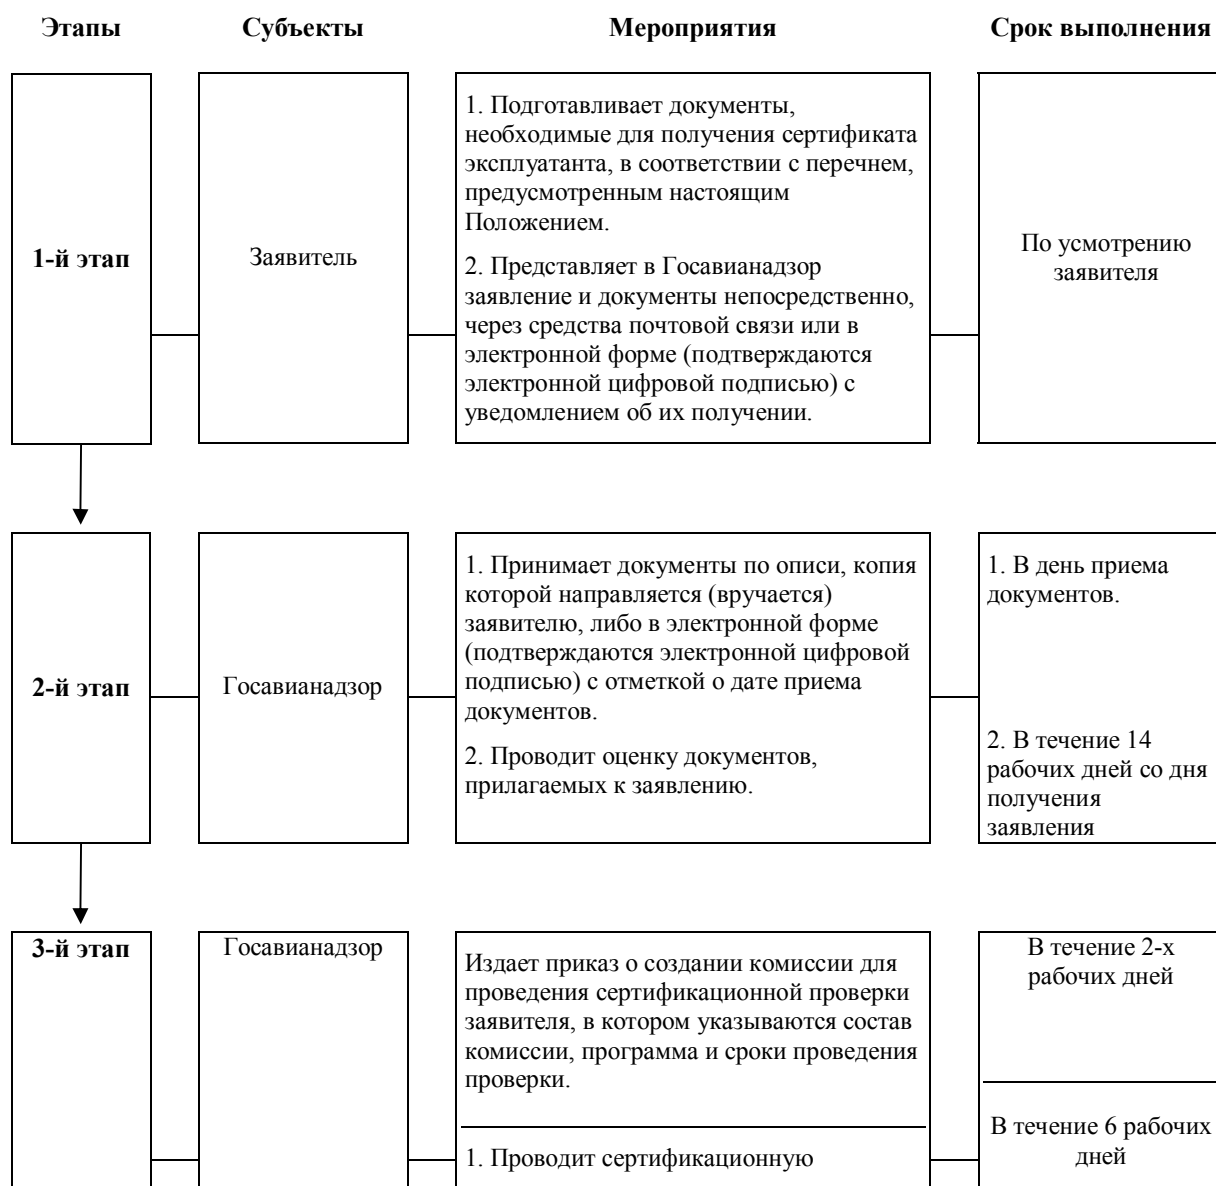 Этапы
Субъекты
Мероприятия
Срок выполнения
1-й этап
Заявитель
1. Подготавливает документы,
необходимые для получения сертификата
эксплуатанта, в соответствии с перечнем,
предусмотренным настоящим
Положением.
2. Представляет в Госавианадзор
заявление и документы непосредственно,
через средства почтовой связи или в
электронной форме (подтверждаются
электронной цифровой подписью) с
уведомлением об их получении.
По усмотрению
заявителя
2-й этап
Госавианадзор
1. Принимает документы по описи, копия
которой направляется (вручается)
заявителю, либо в электронной форме
(подтверждаются электронной цифровой
подписью) с отметкой о дате приема
документов.
2. Проводит оценку документов,
прилагаемых к заявлению.
1. В день приема
документов.
2. В течение 14
рабочих дней со дня
получения
заявления
3-й этап
Госавианадзор
Издает приказ о создании комиссии для
проведения сертификационной проверки
заявителя, в котором указываются состав
комиссии, программа и сроки проведения
проверки.
В течение 2-х
рабочих дней
1. Проводит сертификационную
В течение 6 рабочих
дней